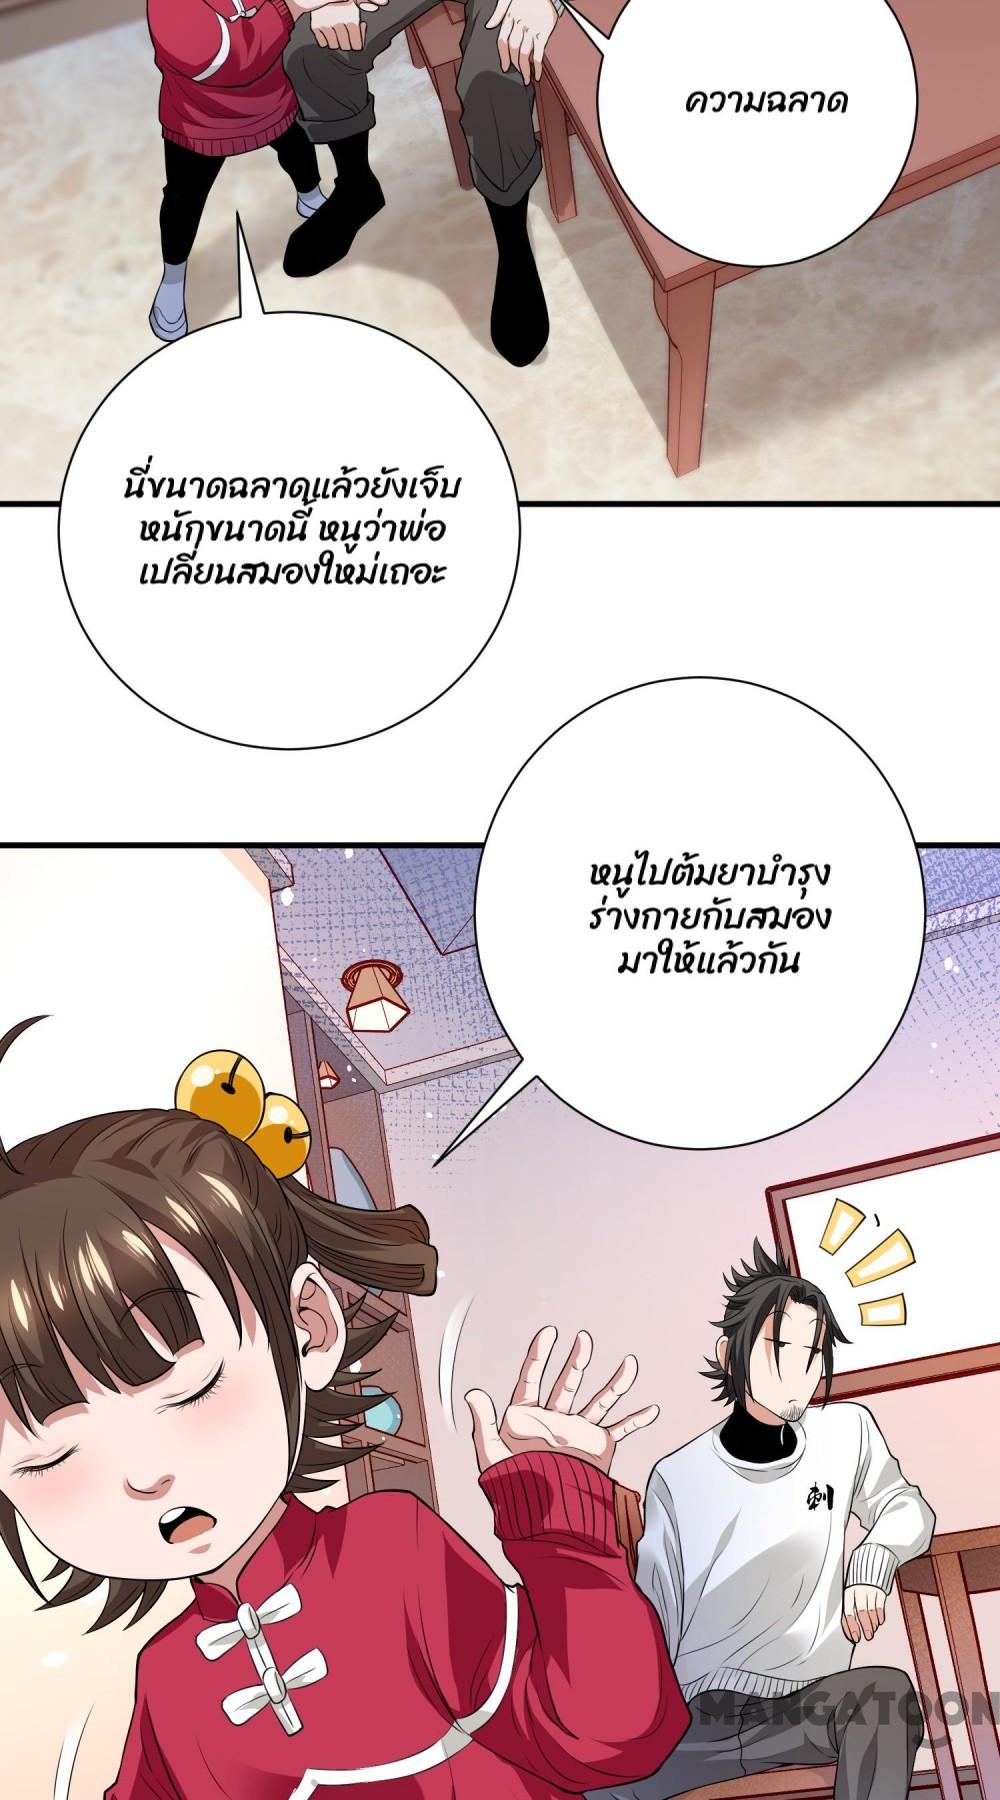 ความฉลาด
นี่ขนาดฉลาดแล้วยังเจ็บ
หนักขนาดนี้ หนูว่าพ่อ
เปลี่ยนสมองใหม่เถอะ
หนูไปต้มยาบำรุง
ร่างกายกับสมอง
มาให้แล้วกัน
刺
MANGATOON